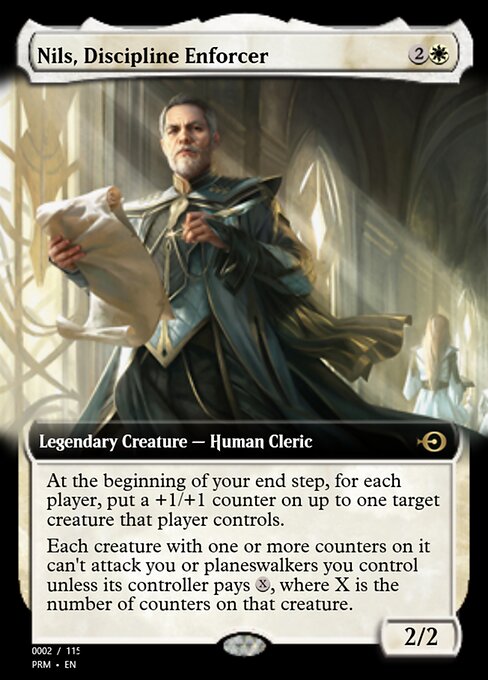 Nils, Discipline Enforcer 2
Legendary Creature — Human Cleric
At the beginning of your end step, for each
player, put a +1/+1 counter on up to one target
creature that player controls.
Each creature with one or more counters on it
can't attack you or planeswalkers you control
unless its controller pays X, where X is the
number of counters on that creature.
2/2
0002 / 115
PRM • EN